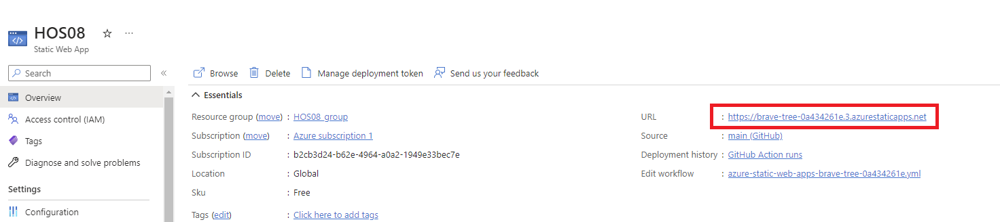 HOS08
Static Web App
Search
Overview
Access control (IAM)
Tags
Diagnose and solve problems
Settings
Configuration
Browse Delete Manage deployment token Send us your feedback
Essentials
Resource group (move) : HOS08_group
Subscription (move) : Azure subscription 1
Subscription ID : b2cb3d24-b62e-4964-a0a2-1949e33bec7e
Location : Global
Sku : Free
Tags (edit) : Click here to add tags
URL : https://brave-tree-0a434261e.3.azurestaticapps.net
Source : main (GitHub)
Deployment history : GitHub Action runs
Edit workflow : azure-static-web-apps-brave-tree-0a434261e.yml